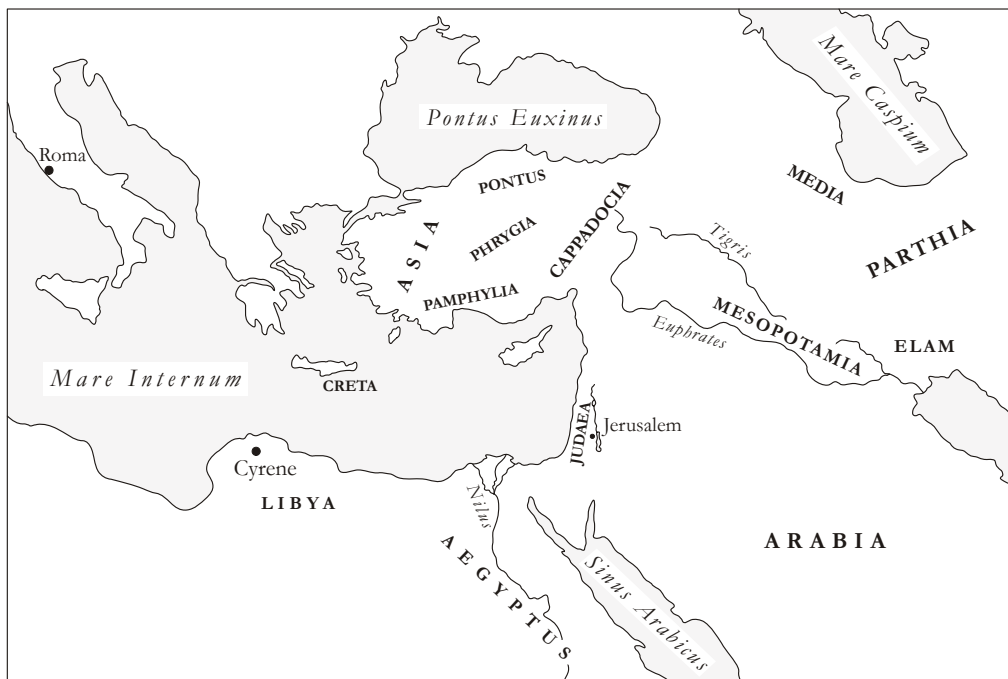 Mare Caspium
Pontus Euxinus
Roma
PONTUS
MEDIA
CAPPADOCIA
PHRYGIA
ASIA
Tigris
PARTHIA
PAMPHYLIA
MESOPOTAMIA
Euphrates
ELAM
Mare Internum
CRETA
JUDAEA
Jerusalem
Cyrene
LIBYA
Nilus
AEGYPTUS
ARABIA
Sinus Arabicus